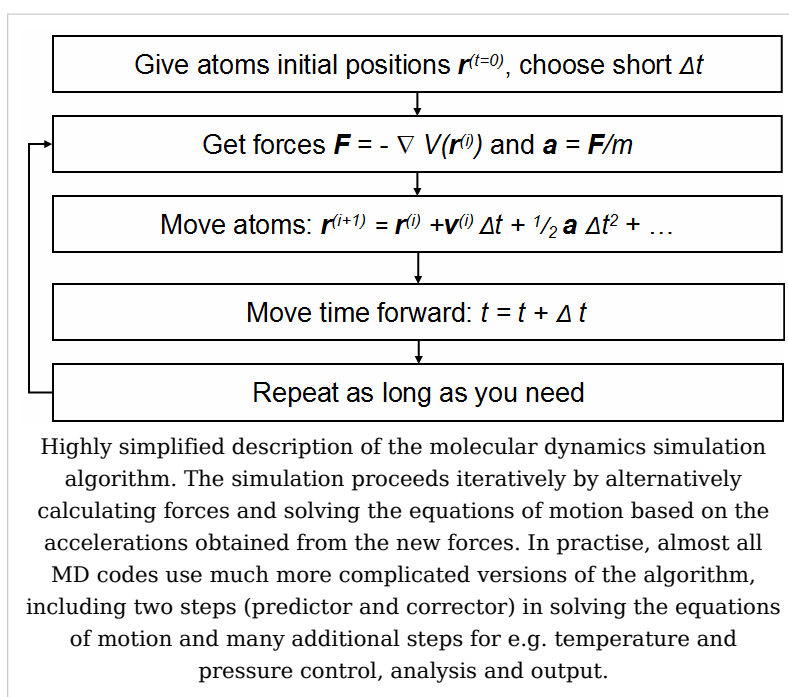 Give atoms initial positions r⁽ᵗ⁼⁰⁾, choose short Δt
Get forces F = - ∇ V(r⁽ⁱ⁾) and a = F/m
Move atoms: r⁽ⁱ⁺¹⁾ = r⁽ⁱ⁾ +v⁽ⁱ⁾ Δt + ¹/₂ a Δt² + …
Move time forward: t = t + Δ t
Repeat as long as you need
Highly simplified description of the molecular dynamics simulation
algorithm. The simulation proceeds iteratively by alternatively
calculating forces and solving the equations of motion based on the
accelerations obtained from the new forces. In practise, almost all
MD codes use much more complicated versions of the algorithm,
including two steps (predictor and corrector) in solving the equations
of motion and many additional steps for e.g. temperature and
pressure control, analysis and output.